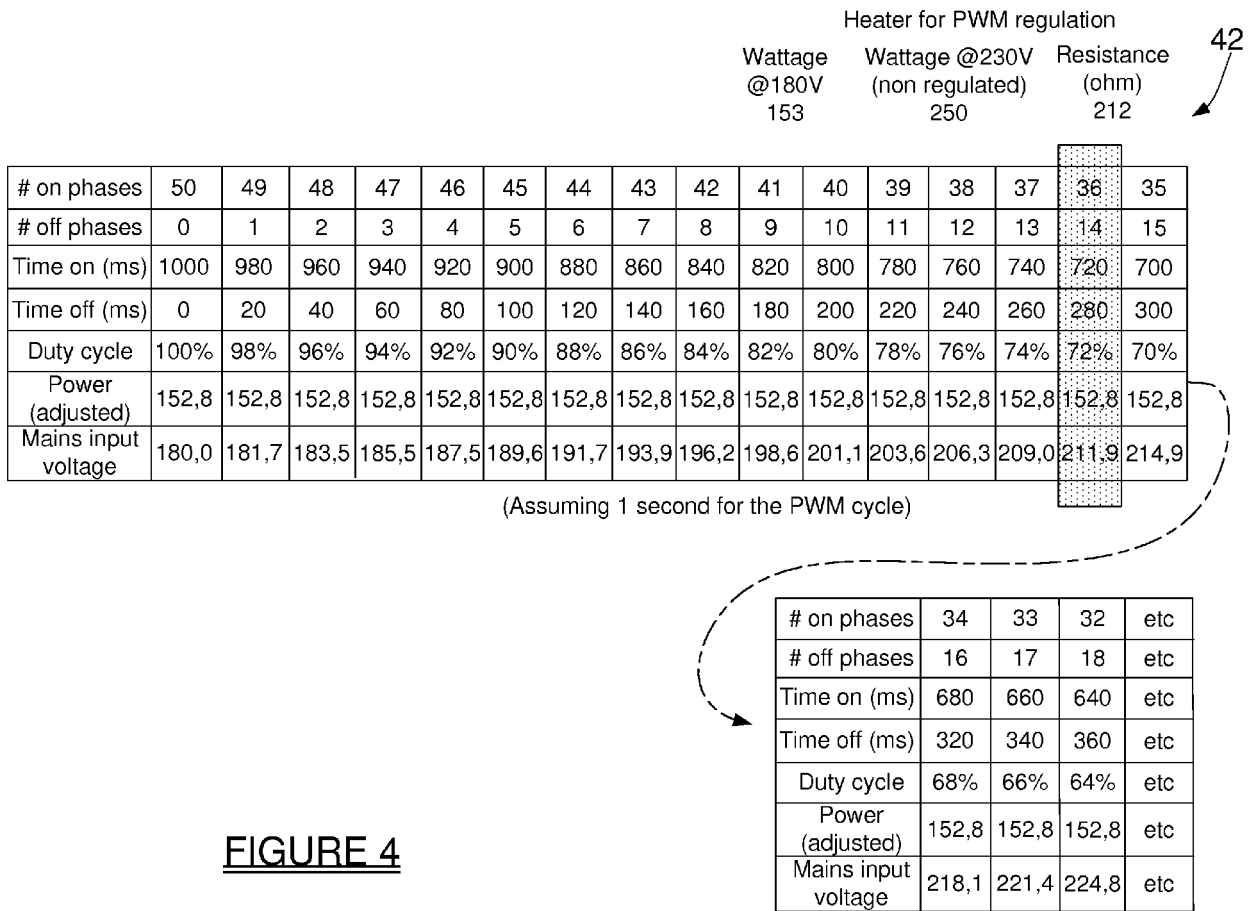 Heater for PWM regulation
42
Wattage Wattage @230V Resistance
@180V (non regulated) (ohm)
153 250 212
# on phases 50 49 48 47 46 45 44 43 42 41 40 39 38 37 36 35
# off phases 0 1 2 3 4 5 6 7 8 9 10 11 12 13 14 15
Time on (ms) 1000 980 960 940 920 900 880 860 840 820 800 780 760 740 720 700
Time off (ms) 0 20 40 60 80 100 120 140 160 180 200 220 240 260 280 300
Duty cycle 100% 98% 96% 94% 92% 90% 88% 86% 84% 82% 80% 78% 76% 74% 72% 70%
Power
(adjusted) 152,8 152,8 152,8 152,8 152,8 152,8 152,8 152,8 152,8 152,8 152,8 152,8 152,8 152,8 152,8 152,8
Mains input
voltage 180,0 181,7 183,5 185,5 187,5 189,6 191,7 193,9 196,2 198,6 201,1 203,6 206,3 209,0 211,9 214,9
(Assuming 1 second for the PWM cycle)
# on phases 34 33 32 etc
# off phases 16 17 18 etc
Time on (ms) 680 660 640 etc
Time off (ms) 320 340 360 etc
Duty cycle 68% 66% 64% etc
Power
(adjusted) 152,8 152,8 152,8 etc
Mains input
voltage 218,1 221,4 224,8 etc
FIGURE 4